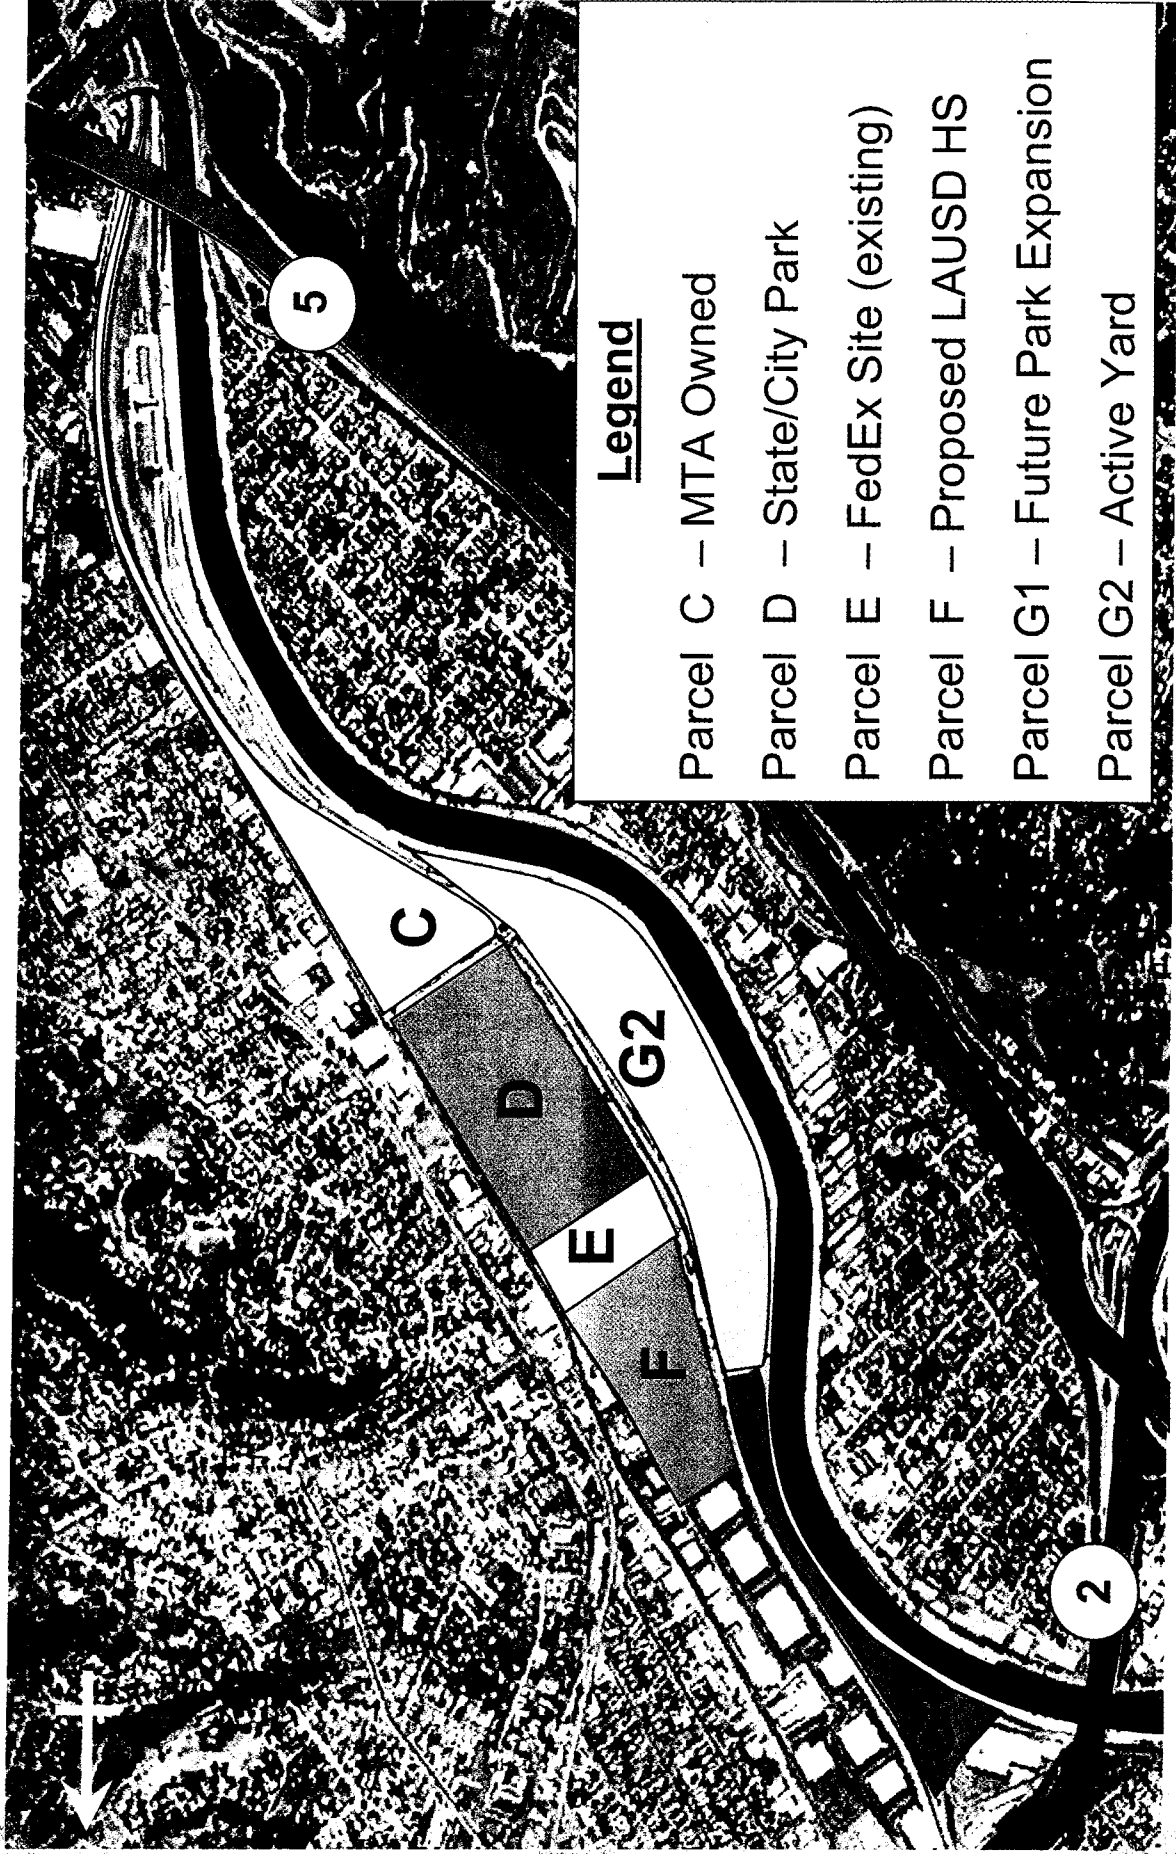 5
C
D
G2
E
F
2
Legend
Parcel C – MTA Owned
Parcel D – State/City Park
Parcel E – FedEx Site (existing)
Parcel F – Proposed LAUSD HS
Parcel G1 – Future Park Expansion
Parcel G2 – Active Yard